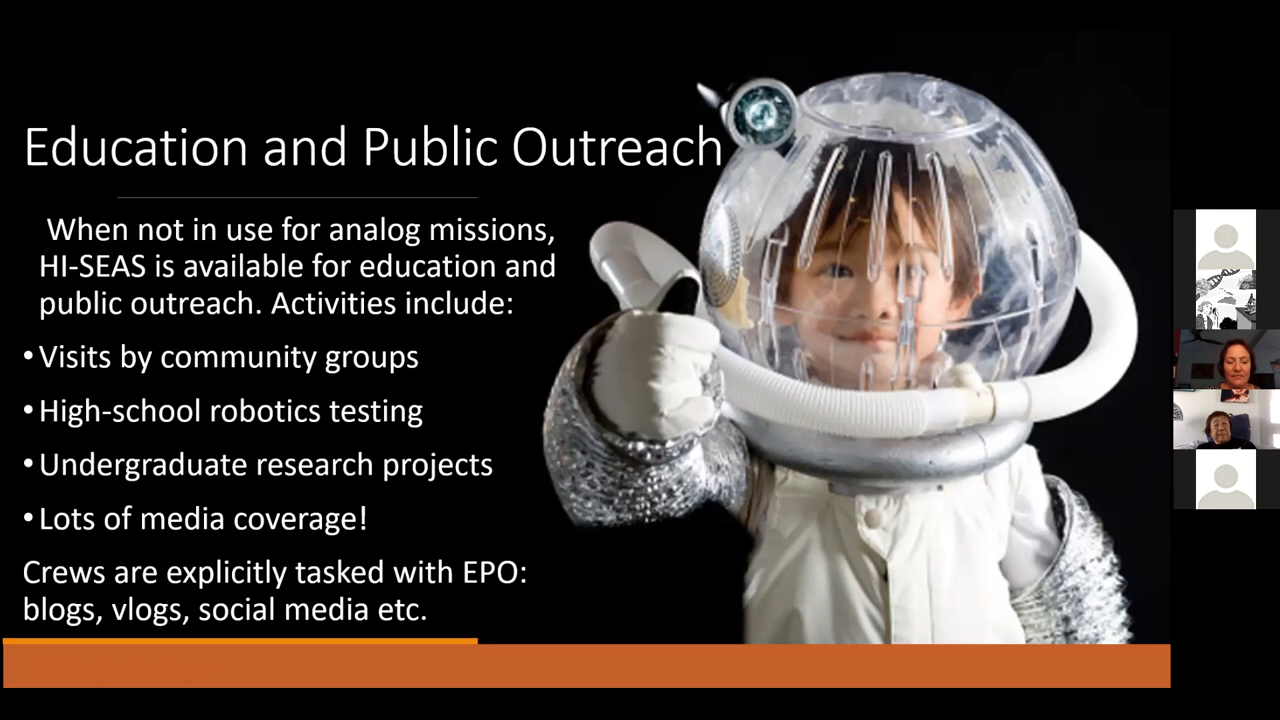 Education and Public Outreach
When not in use for analog missions,
HI-SEAS is available for education and
public outreach. Activities include:
• Visits by community groups
• High-school robotics testing
• Undergraduate research projects
• Lots of media coverage!
Crews are explicitly tasked with EPO:
blogs, vlogs, social media etc.